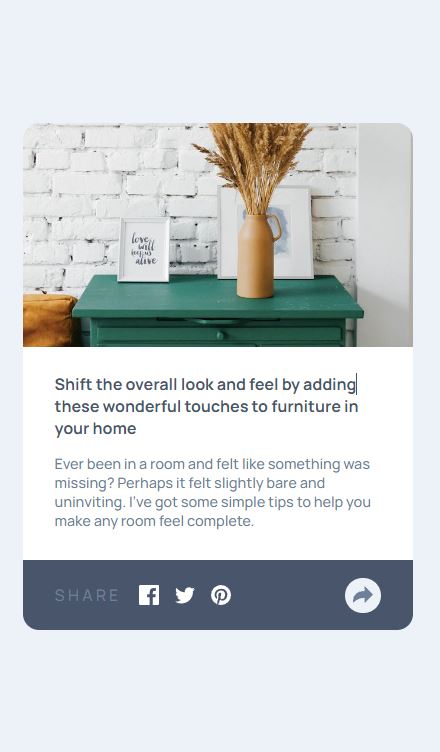 love
will
keep us
alive
Shift the overall look and feel by adding
these wonderful touches to furniture in
your home
Ever been in a room and felt like something was
missing? Perhaps it felt slightly bare and
uninviting. I've got some simple tips to help you
make any room feel complete.
SHARE